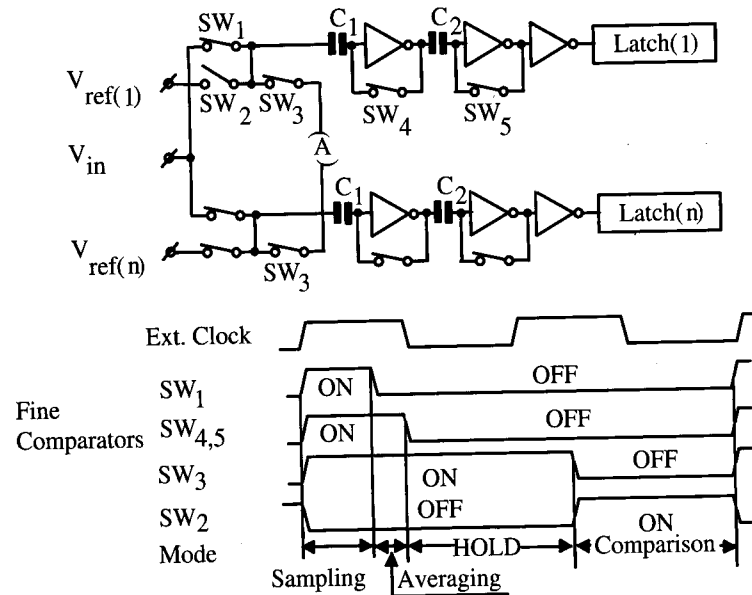 SW1
C1
C2
Latch(1)
Vref(1)
SW2
SW3
SW4
SW5
Vin
A
C1
C2
Latch(n)
Vref(n)
SW3
Ext. Clock
Fine
Comparators
SW1
ON
OFF
SW4,5
ON
OFF
SW3
ON
OFF
SW2
OFF
ON
Mode
HOLD
Comparison
Sampling
Averaging